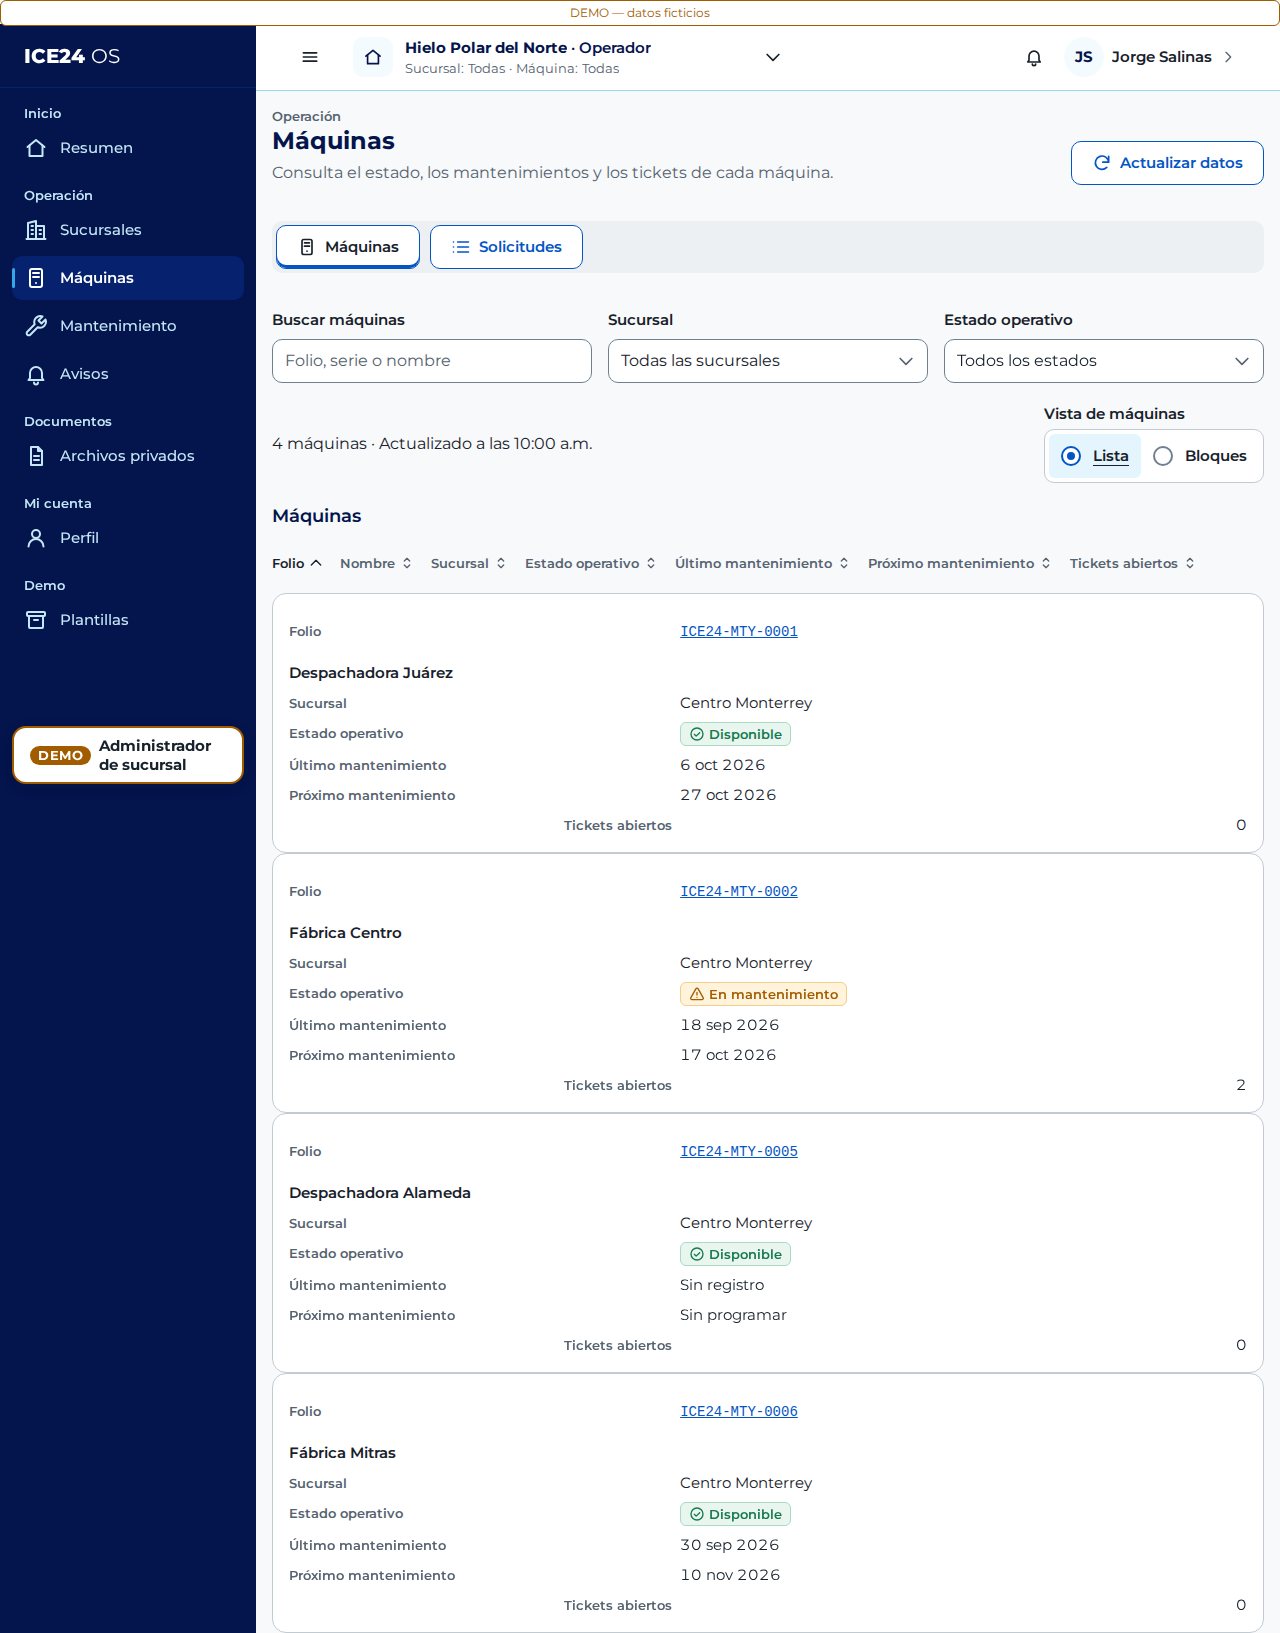 DEMO — datos ficticios
ICE24 OS
Hielo Polar del Norte · Operador
Sucursal: Todas · Máquina: Todas
JS Jorge Salinas
Inicio
Resumen
Operación
Sucursales
Máquinas
Mantenimiento
Avisos
Documentos
Archivos privados
Mi cuenta
Perfil
Demo
Plantillas
DEMO Administrador
de sucursal
Operación
Máquinas
Consulta el estado, los mantenimientos y los tickets de cada máquina.
Actualizar datos
Máquinas Solicitudes
Buscar máquinas Sucursal Estado operativo
Folio, serie o nombre Todas las sucursales Todos los estados
Vista de máquinas
4 máquinas · Actualizado a las 10:00 a.m.
Lista Bloques
Máquinas
Folio Nombre Sucursal Estado operativo Último mantenimiento Próximo mantenimiento Tickets abiertos
Folio ICE24-MTY-0001
Despachadora Juárez
Sucursal Centro Monterrey
Estado operativo Disponible
Último mantenimiento 6 oct 2026
Próximo mantenimiento 27 oct 2026
Tickets abiertos 0
Folio ICE24-MTY-0002
Fábrica Centro
Sucursal Centro Monterrey
Estado operativo En mantenimiento
Último mantenimiento 18 sep 2026
Próximo mantenimiento 17 oct 2026
Tickets abiertos 2
Folio ICE24-MTY-0005
Despachadora Alameda
Sucursal Centro Monterrey
Estado operativo Disponible
Último mantenimiento Sin registro
Próximo mantenimiento Sin programar
Tickets abiertos 0
Folio ICE24-MTY-0006
Fábrica Mitras
Sucursal Centro Monterrey
Estado operativo Disponible
Último mantenimiento 30 sep 2026
Próximo mantenimiento 10 nov 2026
Tickets abiertos 0